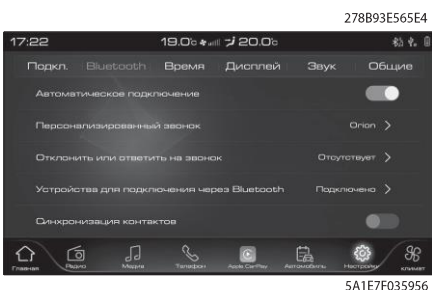 278B93E565E4
17:22 19.0°c 20.0°c
Подкл. Bluetooth Время Дисплей Звук Общие
Автоматическое подключение
Персонализированный звонок Orion >
Отклонить или ответить на звонок Отсутствует >
Устройства для подключения через Bluetooth Подключено >
Синхронизация контактов
Главная Радио Медиа Телефон Apple CarPlay Автомобиль Настройки климат
5A1E7F035956